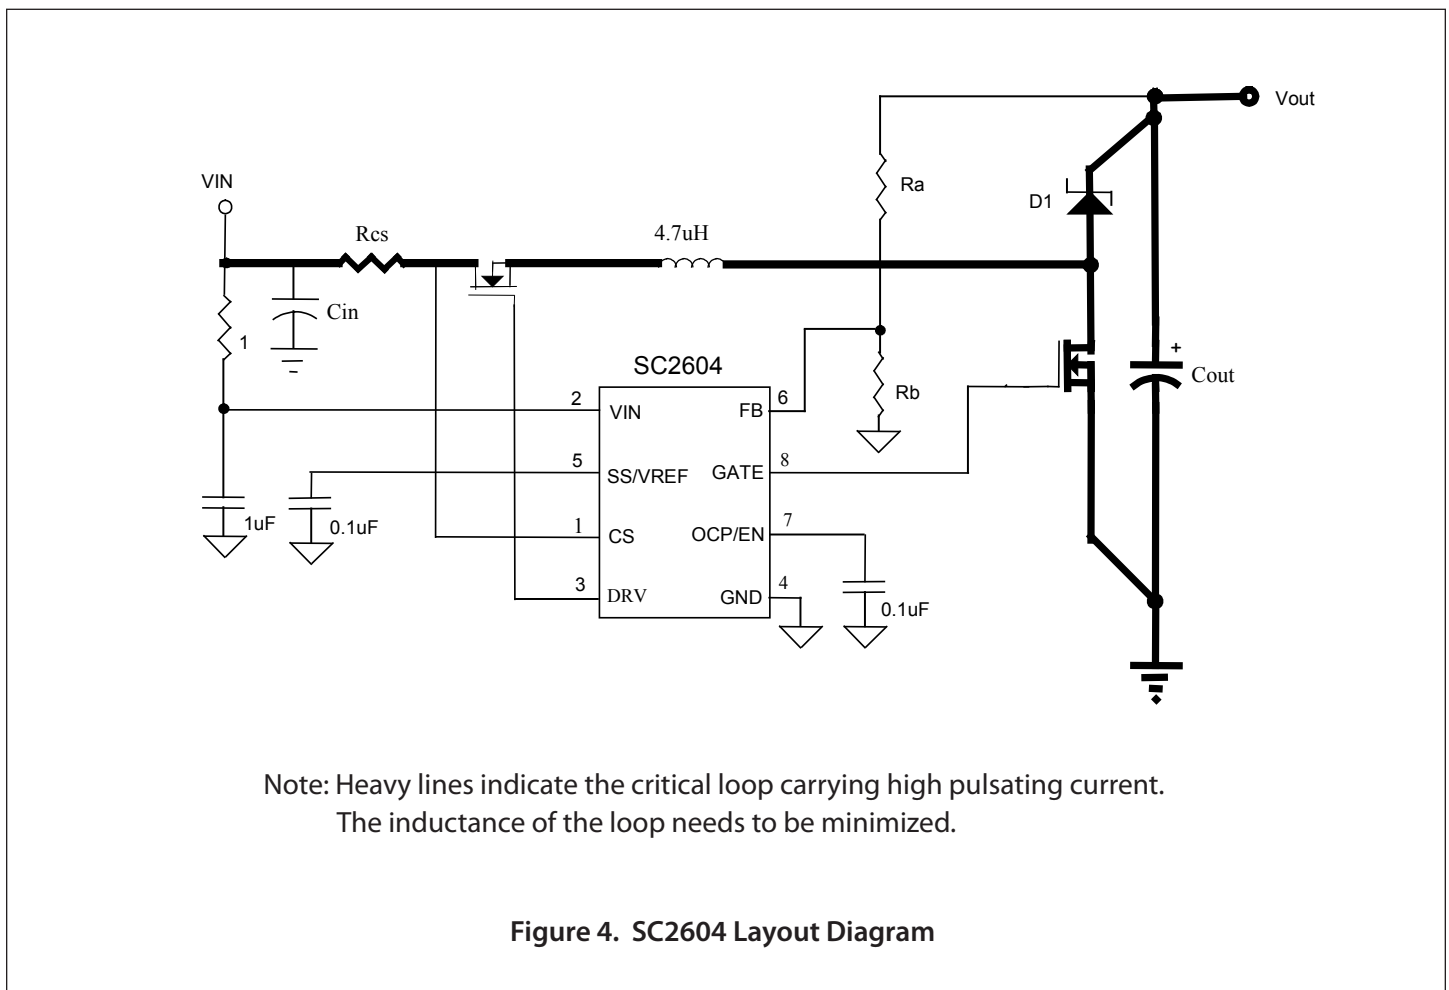 Vout
VIN
Ra
D1
Rcs
4.7uH
Cin
1
+
Cout
SC2604
2
VIN
FB
6
Rb
5
SS/VREF
GATE
8
1uF
0.1uF
1
CS
OCP/EN
7
3
DRV
GND
4
0.1uF
Note: Heavy lines indicate the critical loop carrying high pulsating current.
The inductance of the loop needs to be minimized.
Figure 4. SC2604 Layout Diagram